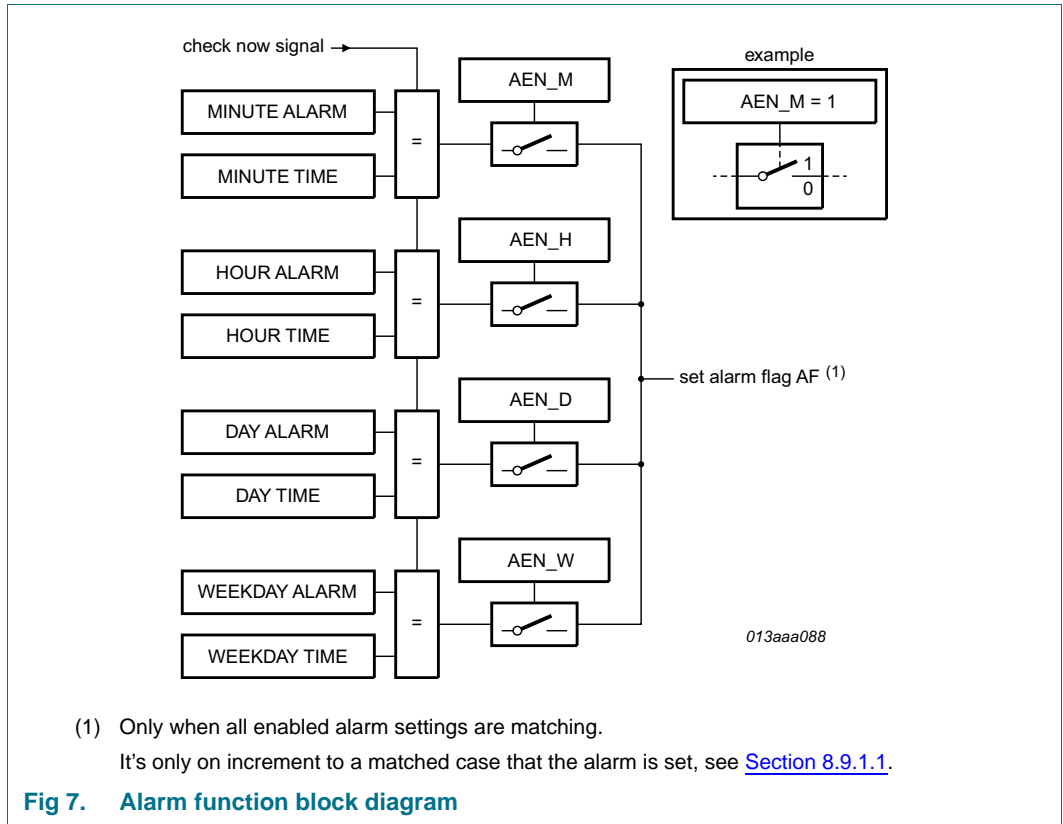 check now signal
example
AEN_M
AEN_M = 1
MINUTE ALARM
=
MINUTE TIME
1
0
AEN_H
HOUR ALARM
=
HOUR TIME
set alarm flag AF (1)
AEN_D
DAY ALARM
=
DAY TIME
AEN_W
WEEKDAY ALARM
=
WEEKDAY TIME
013aaa088
(1) Only when all enabled alarm settings are matching.
It's only on increment to a matched case that the alarm is set, see Section 8.9.1.1.
Fig 7. Alarm function block diagram